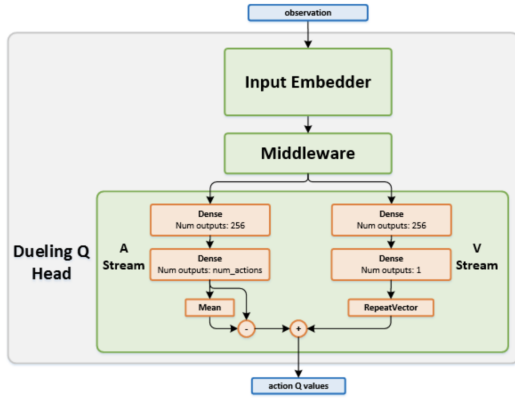 observation
Input Embedder
Middleware
Dueling Q
Head
A
Stream
Dense
Num outputs: 256
Dense
Num outputs: num_actions
Mean
-
Dense
Num outputs: 256
Dense
Num outputs: 1
RepeatVector
+
V
Stream
action Q values